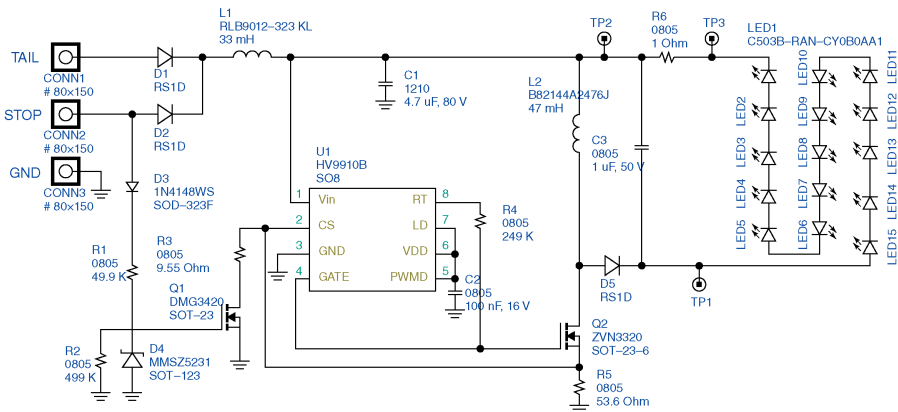 TAIL
CONN1
# 80×150
STOP
CONN2
# 80×150
GND
CONN3
# 80×150
D1
RS1D
D2
RS1D
D3
1N4148WS
SOD–323F
L1
RLB9012–323 KL
33 mH
C1
1210
4.7 uF, 80 V
L2
B82144A2476J
47 mH
C3
0805
1 uF, 50 V
TP2
R6
0805
1 Ohm
TP3
LED1
C503B–RAN–CY0B0AA1
LED2
LED3
LED4
LED5
LED10
LED9
LED8
LED7
LED6
LED11
LED12
LED13
LED14
LED15
U1
HV9910B
SO8
1
Vin
2
CS
3
GND
4
GATE
RT
8
LD
7
VDD
6
PWMD
5
R4
0805
249 K
R1
0805
49.9 K
R3
0805
9.55 Ohm
Q1
DMG3420
SOT–23
C2
0805
100 nF, 16 V
D5
RS1D
TP1
Q2
ZVN3320
SOT–23–6
R2
0805
499 K
D4
MMSZ5231
SOT–123
R5
0805
53.6 Ohm